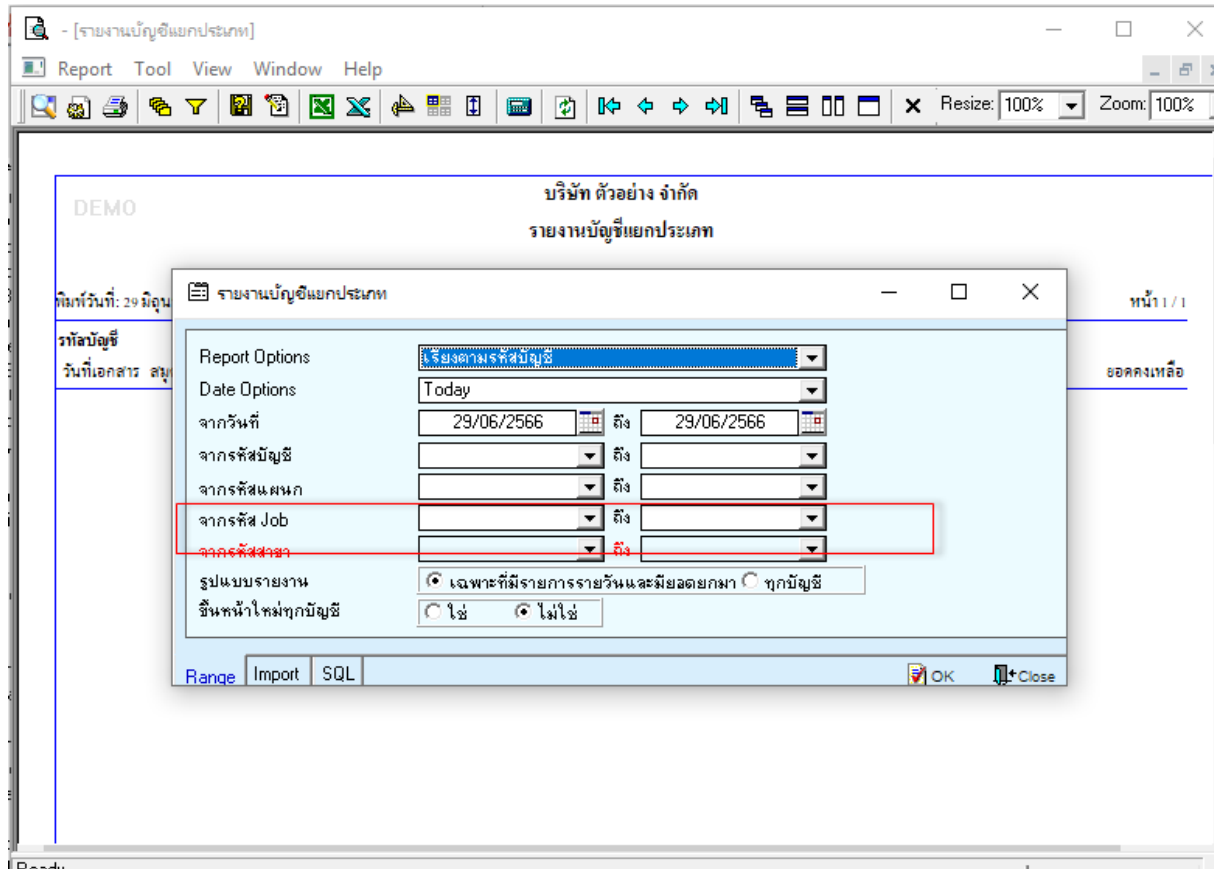 - [รายงานบัญชีแยกประเภท]
Report Tool View Window Help
Resize: 100% Zoom: 100%
DEMO
บริษัท ตัวอย่าง จำกัด
รายงานบัญชีแยกประเภท
พิมพ์วันที่: 29 มิถุน
หน้า 1 / 1
รหัสบัญชี
วันที่เอกสาร สมุ
ยอดคงเหลือ
รายงานบัญชีแยกประเภท
Report Options เรียงตามรหัสบัญชี
Date Options Today
จากวันที่ 29/06/2566 ถึง 29/06/2566
จากรหัสบัญชี ถึง
จากรหัสแผนก ถึง
จากรหัส Job ถึง
จากรหัสสาขา ถึง
รูปแบบรายงาน เฉพาะที่มีรายการรายวันและมียอดยกมา ทุกบัญชี
ขึ้นหน้าใหม่ทุกบัญชี ใช่ ไม่ใช่
Range Import SQL OK Close